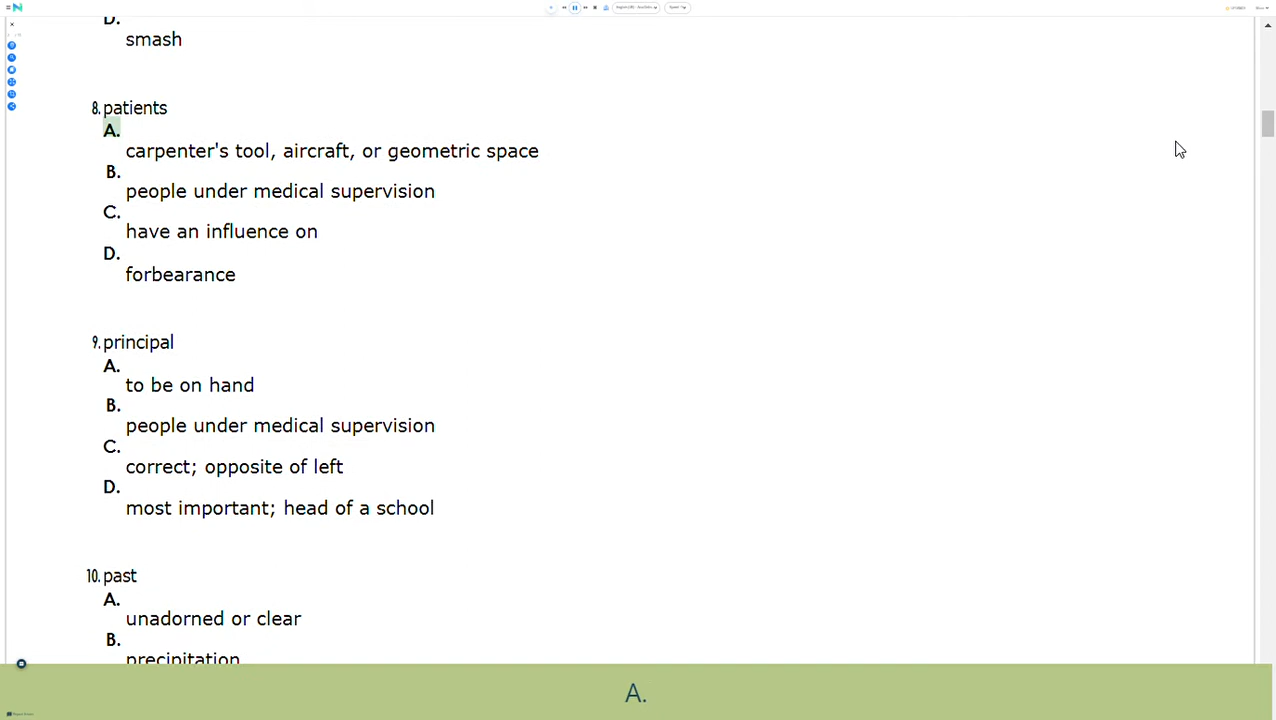 D.
smash
8. patients
A.
carpenter's tool, aircraft, or geometric space
B.
people under medical supervision
C.
have an influence on
D.
forbearance
9. principal
A.
to be on hand
B.
people under medical supervision
C.
correct; opposite of left
D.
most important; head of a school
10. past
A.
unadorned or clear
B.
precipitation
A.